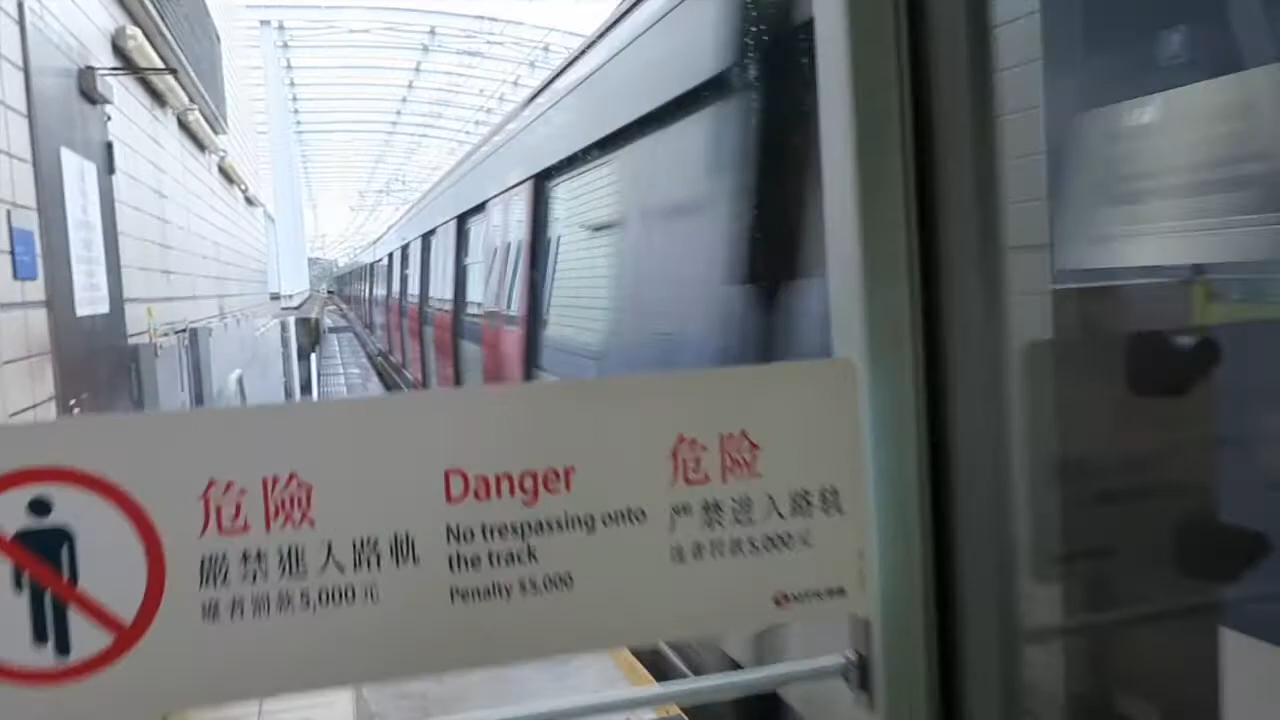 危險
嚴禁進入路軌
違者罰款5,000元
Danger
No trespassing onto
the track
Penalty $5,000
危险
严禁进入路轨
违者罚款5,000元